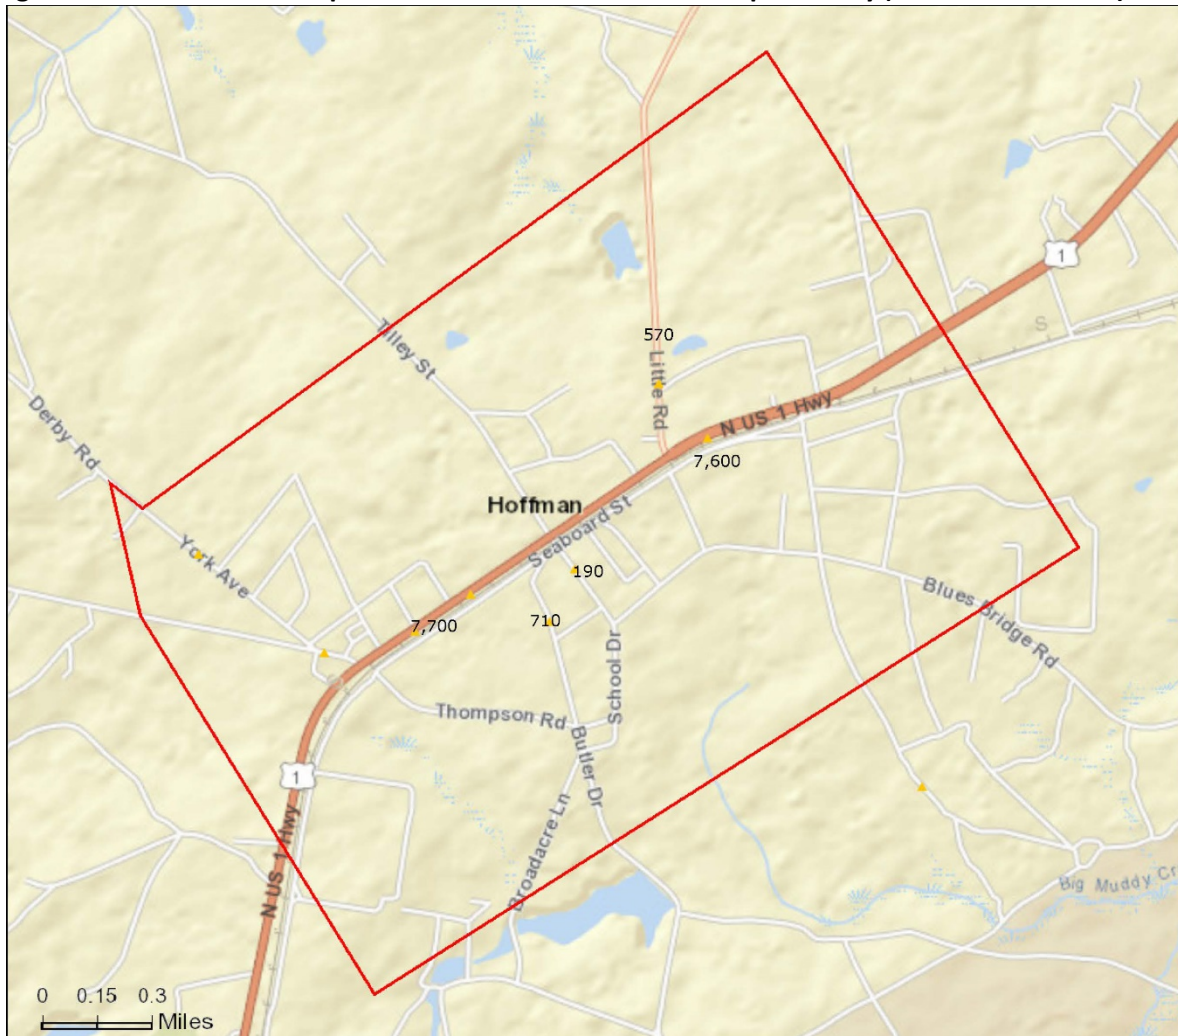 1
Tilley St
570
Little Rd
S
Derby Rd
N US 1 Hwy
7,600
Hoffman
Seaboard St
York Ave
190
Blues Bridge Rd
710
7,700
School Dr
Thompson Rd
Butler Dr
1
Broadacre Ln
N US 1 Hwy
Big Muddy Cr
0 0.15 0.3
Miles